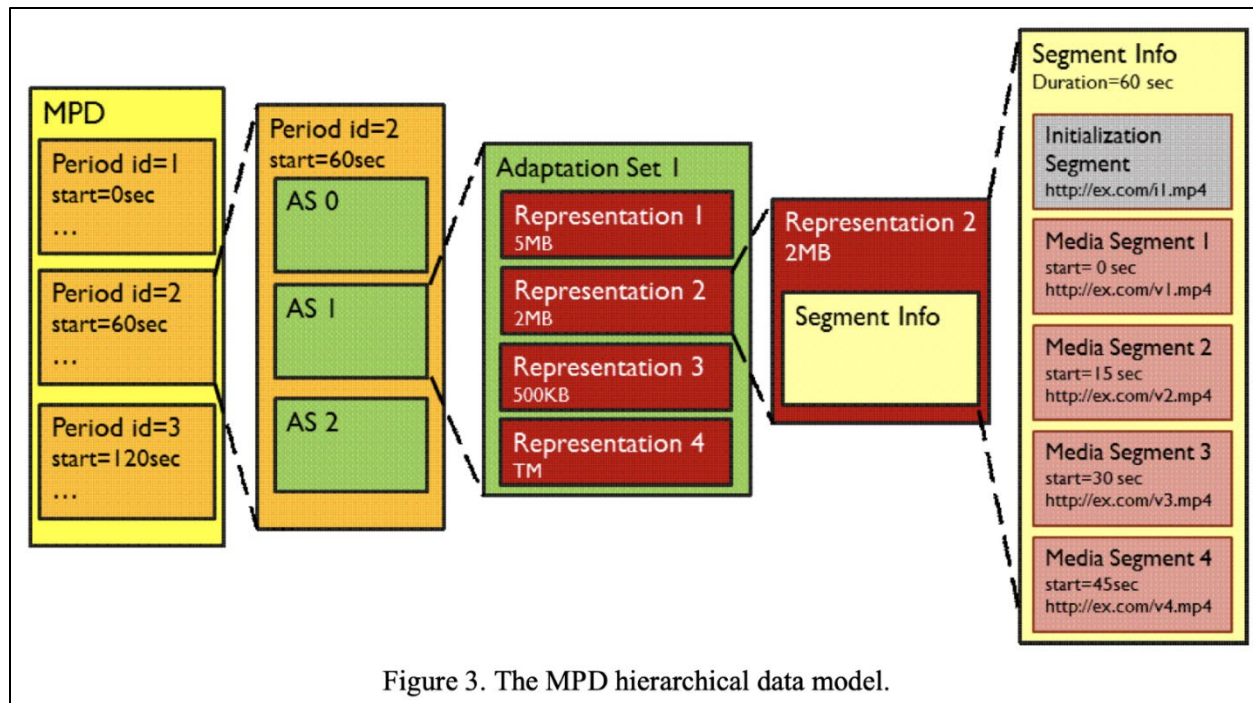 MPD
Period id=1
start=0sec
...
Period id=2
start=60sec
...
Period id=3
start=120sec
...
Period id=2
start=60sec
AS 0
AS 1
AS 2
Adaptation Set 1
Representation 1
5MB
Representation 2
2MB
Representation 3
500KB
Representation 4
TM
Representation 2
2MB
Segment Info
Segment Info
Duration=60 sec
Initialization
Segment
http://ex.com/i1.mp4
Media Segment 1
start= 0 sec
http://ex.com/v1.mp4
Media Segment 2
start=15 sec
http://ex.com/v2.mp4
Media Segment 3
start=30 sec
http://ex.com/v3.mp4
Media Segment 4
start=45sec
http://ex.com/v4.mp4
Figure 3. The MPD hierarchical data model.